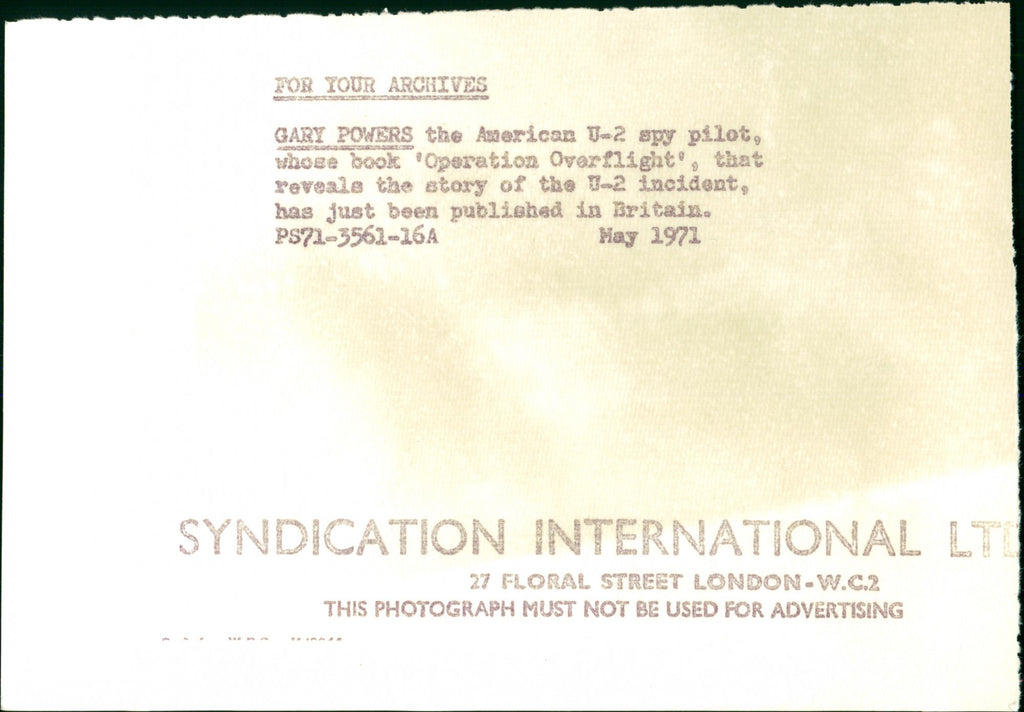 FOR YOUR ARCHIVES
GARY POWERS the American U-2 spy pilot,
whose book 'Operation Overflight', that
reveals the story of the U-2 incident,
has just been published in Britain.
PS71-3561-16A May 1971
SYNDICATION INTERNATIONAL LTD
27 FLORAL STREET LONDON - W.C.2
THIS PHOTOGRAPH MUST NOT BE USED FOR ADVERTISING